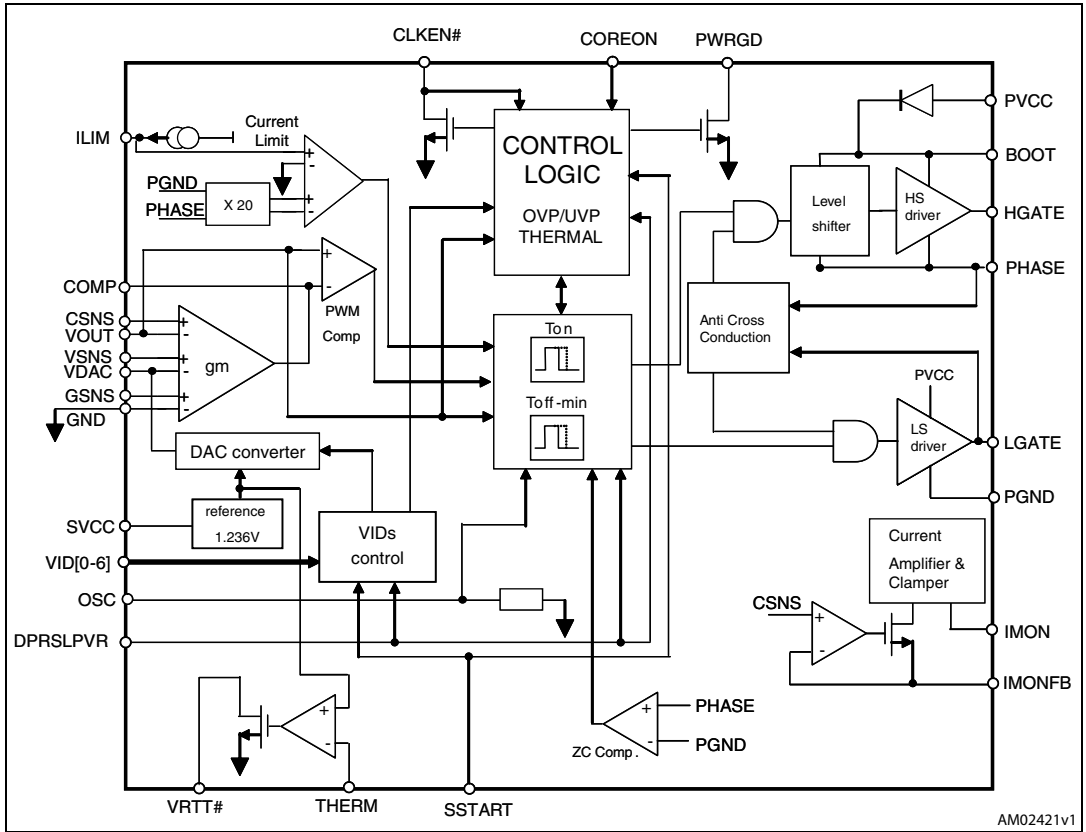 CLKEN#
COREON
PWRGD
PVCC
ILIM
Current
Limit
+
-
+
-
PGND
PHASE
X 20
CONTROL
LOGIC
OVP/UVP
THERMAL
BOOT
Level
shifter
HS
driver
HGATE
PHASE
+
-
PWM
Comp
COMP
CSNS
VOUT
VSNS
VDAC
GSNS
GND
+
-
+
-
+
-
gm
Ton
Toff-min
Anti Cross
Conduction
PVCC
LS
driver
LGATE
PGND
DAC converter
reference
1.236V
SVCC
VID[0-6]
VIDs
control
OSC
DPRSLPVR
Current
Amplifier &
Clamper
CSNS
+
-
IMON
IMONFB
+
-
PHASE
+
-
PGND
ZC Comp.
VRTT#
THERM
SSTART
AM02421v1